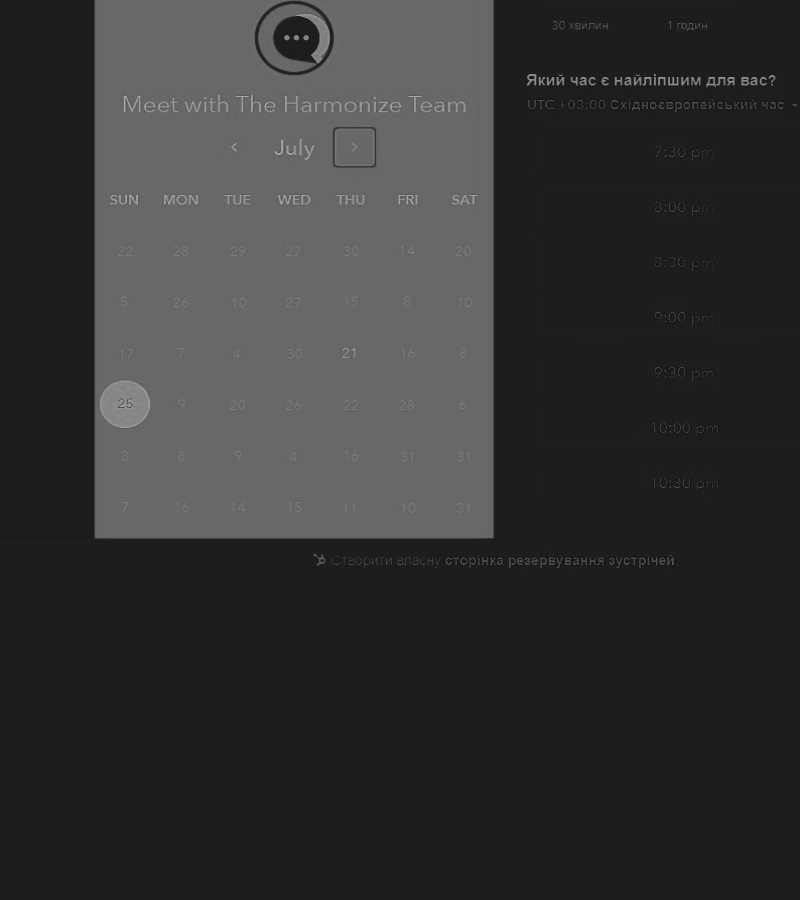 30 хвилин 1 годин
Meet with The Harmonize Team
July
SUN MON TUE WED THU FRI SAT
22 28 29 27 30 14 20
5 26 10 27 15 8 10
17 7 4 30 21 16 8
25 9 20 26 22 28 6
8 8 9 4 16 31 31
7 16 14 15 11 10 31
Який час є найліпшим для вас?
UTC +03:00 Східноєвропейський час
7:30 pm
8:00 pm
8:30 pm
9:00 pm
9:30 pm
10:00 pm
10:30 pm
Створити власну сторінка резервування зустрічей